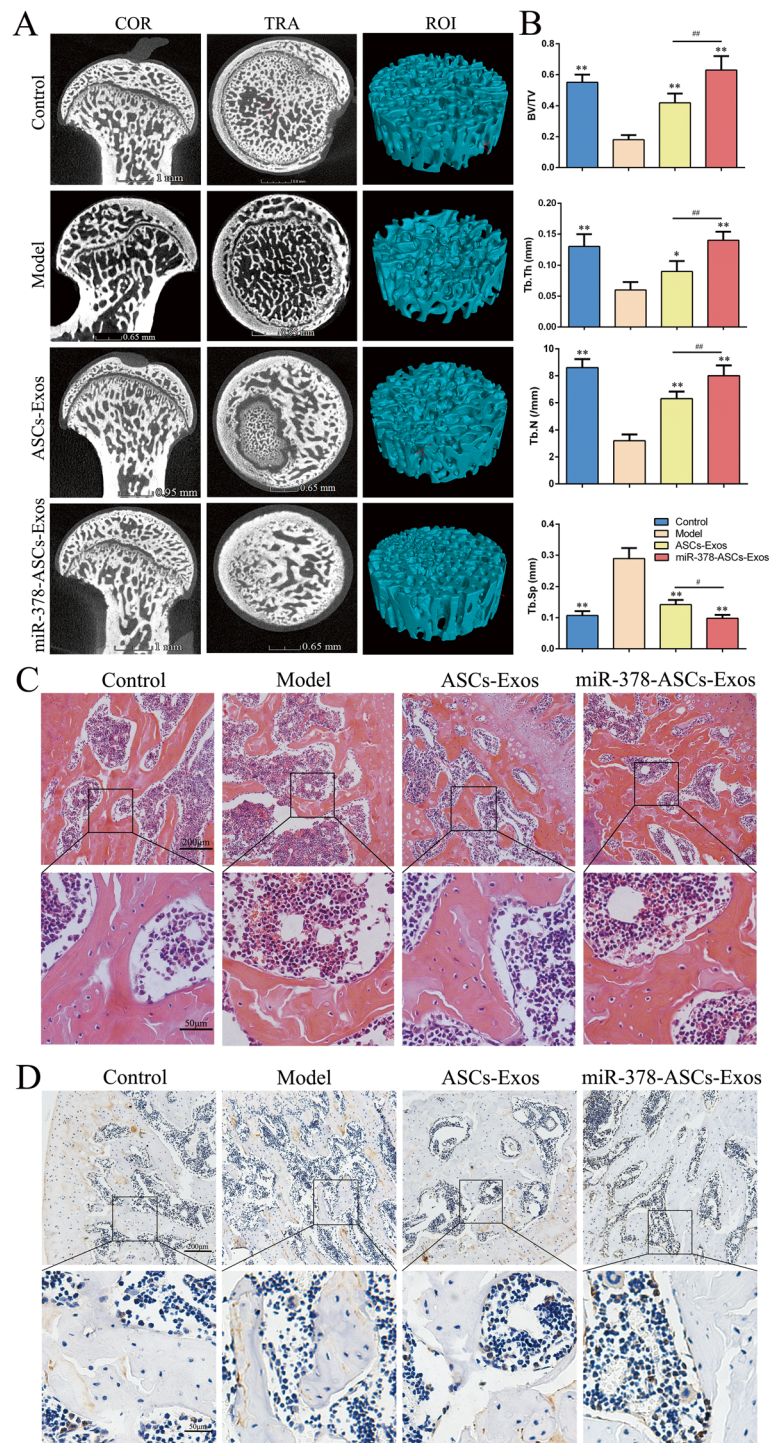 A
COR TRA ROI
Control
1 mm
0.8 mm
Model
0.65 mm
0.65 mm
ASCs-Exos
0.95 mm
0.65 mm
miR-378-ASCs-Exos
1 mm
0.65 mm
B
BV/TV
0.8
0.6
0.4
0.2
0.0
** ** ## **
Tb.Th (mm)
0.20
0.15
0.10
0.05
0.00
** * ## **
Tb.N (/mm)
10
8
6
4
2
0
** ** ## **
Tb.Sp (mm)
0.4
0.3
0.2
0.1
0.0
Control
Model
ASCs-Exos
miR-378-ASCs-Exos
** ** # **
C
Control Model ASCs-Exos miR-378-ASCs-Exos
200μm
50μm
D
Control Model ASCs-Exos miR-378-ASCs-Exos
200μm
50μm